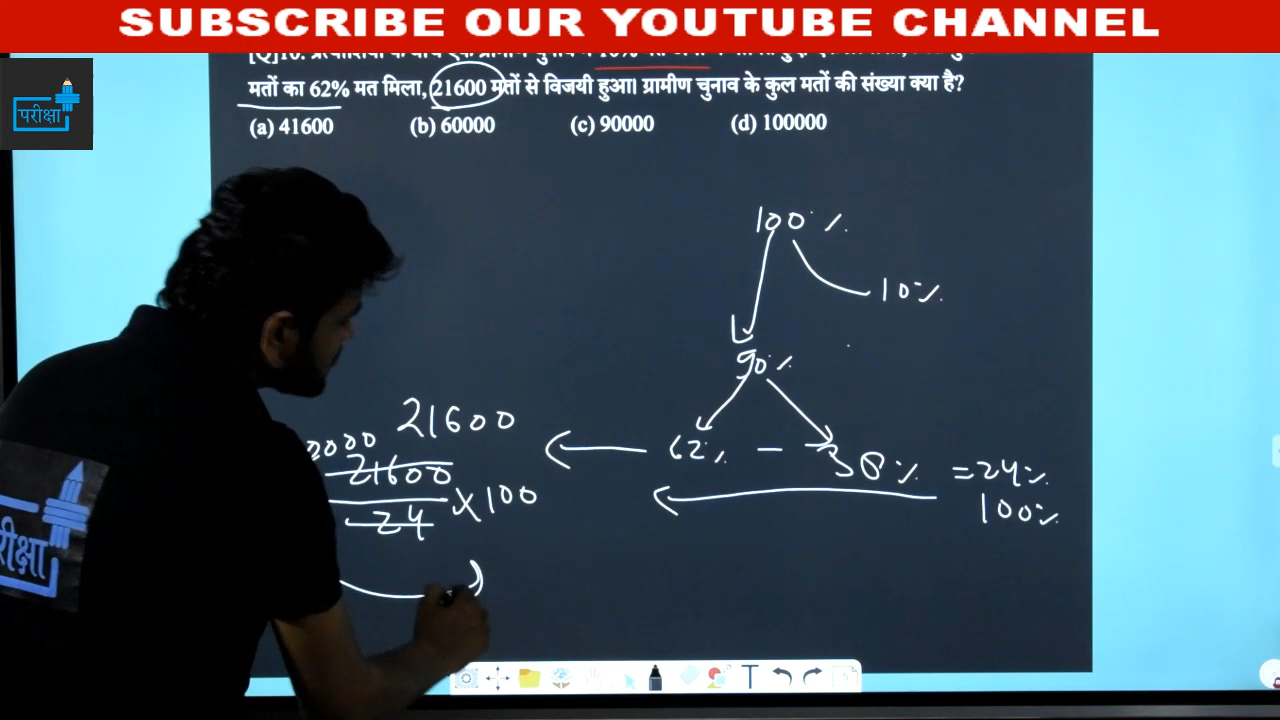 SUBSCRIBE OUR YOUTUBE CHANNEL
परीक्षा
मतों का 62% मत मिला, 21600 मतों से विजयी हुआ। ग्रामीण चुनाव के कुल मतों की संख्या क्या है?
(a) 41600 (b) 60000 (c) 90000 (d) 100000
100%
10%
90%
21600
62% - 38% = 24%
21600
24
×100
100%
रीक्षा
T